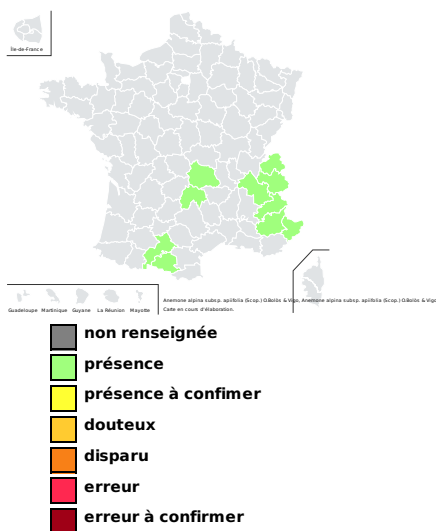 Île-de-France
Anemone alpina subsp. apiifolia (Scop.) O.Bolòs & Vigo, Anemone alpina subsp. apiifolia (Scop.) O.Bolòs & Vigo
Guadeloupe Martinique Guyane La Réunion Mayotte
Carte en cours d'élaboration.
non renseignée
présence
présence à confimer
douteux
disparu
erreur
erreur à confirmer